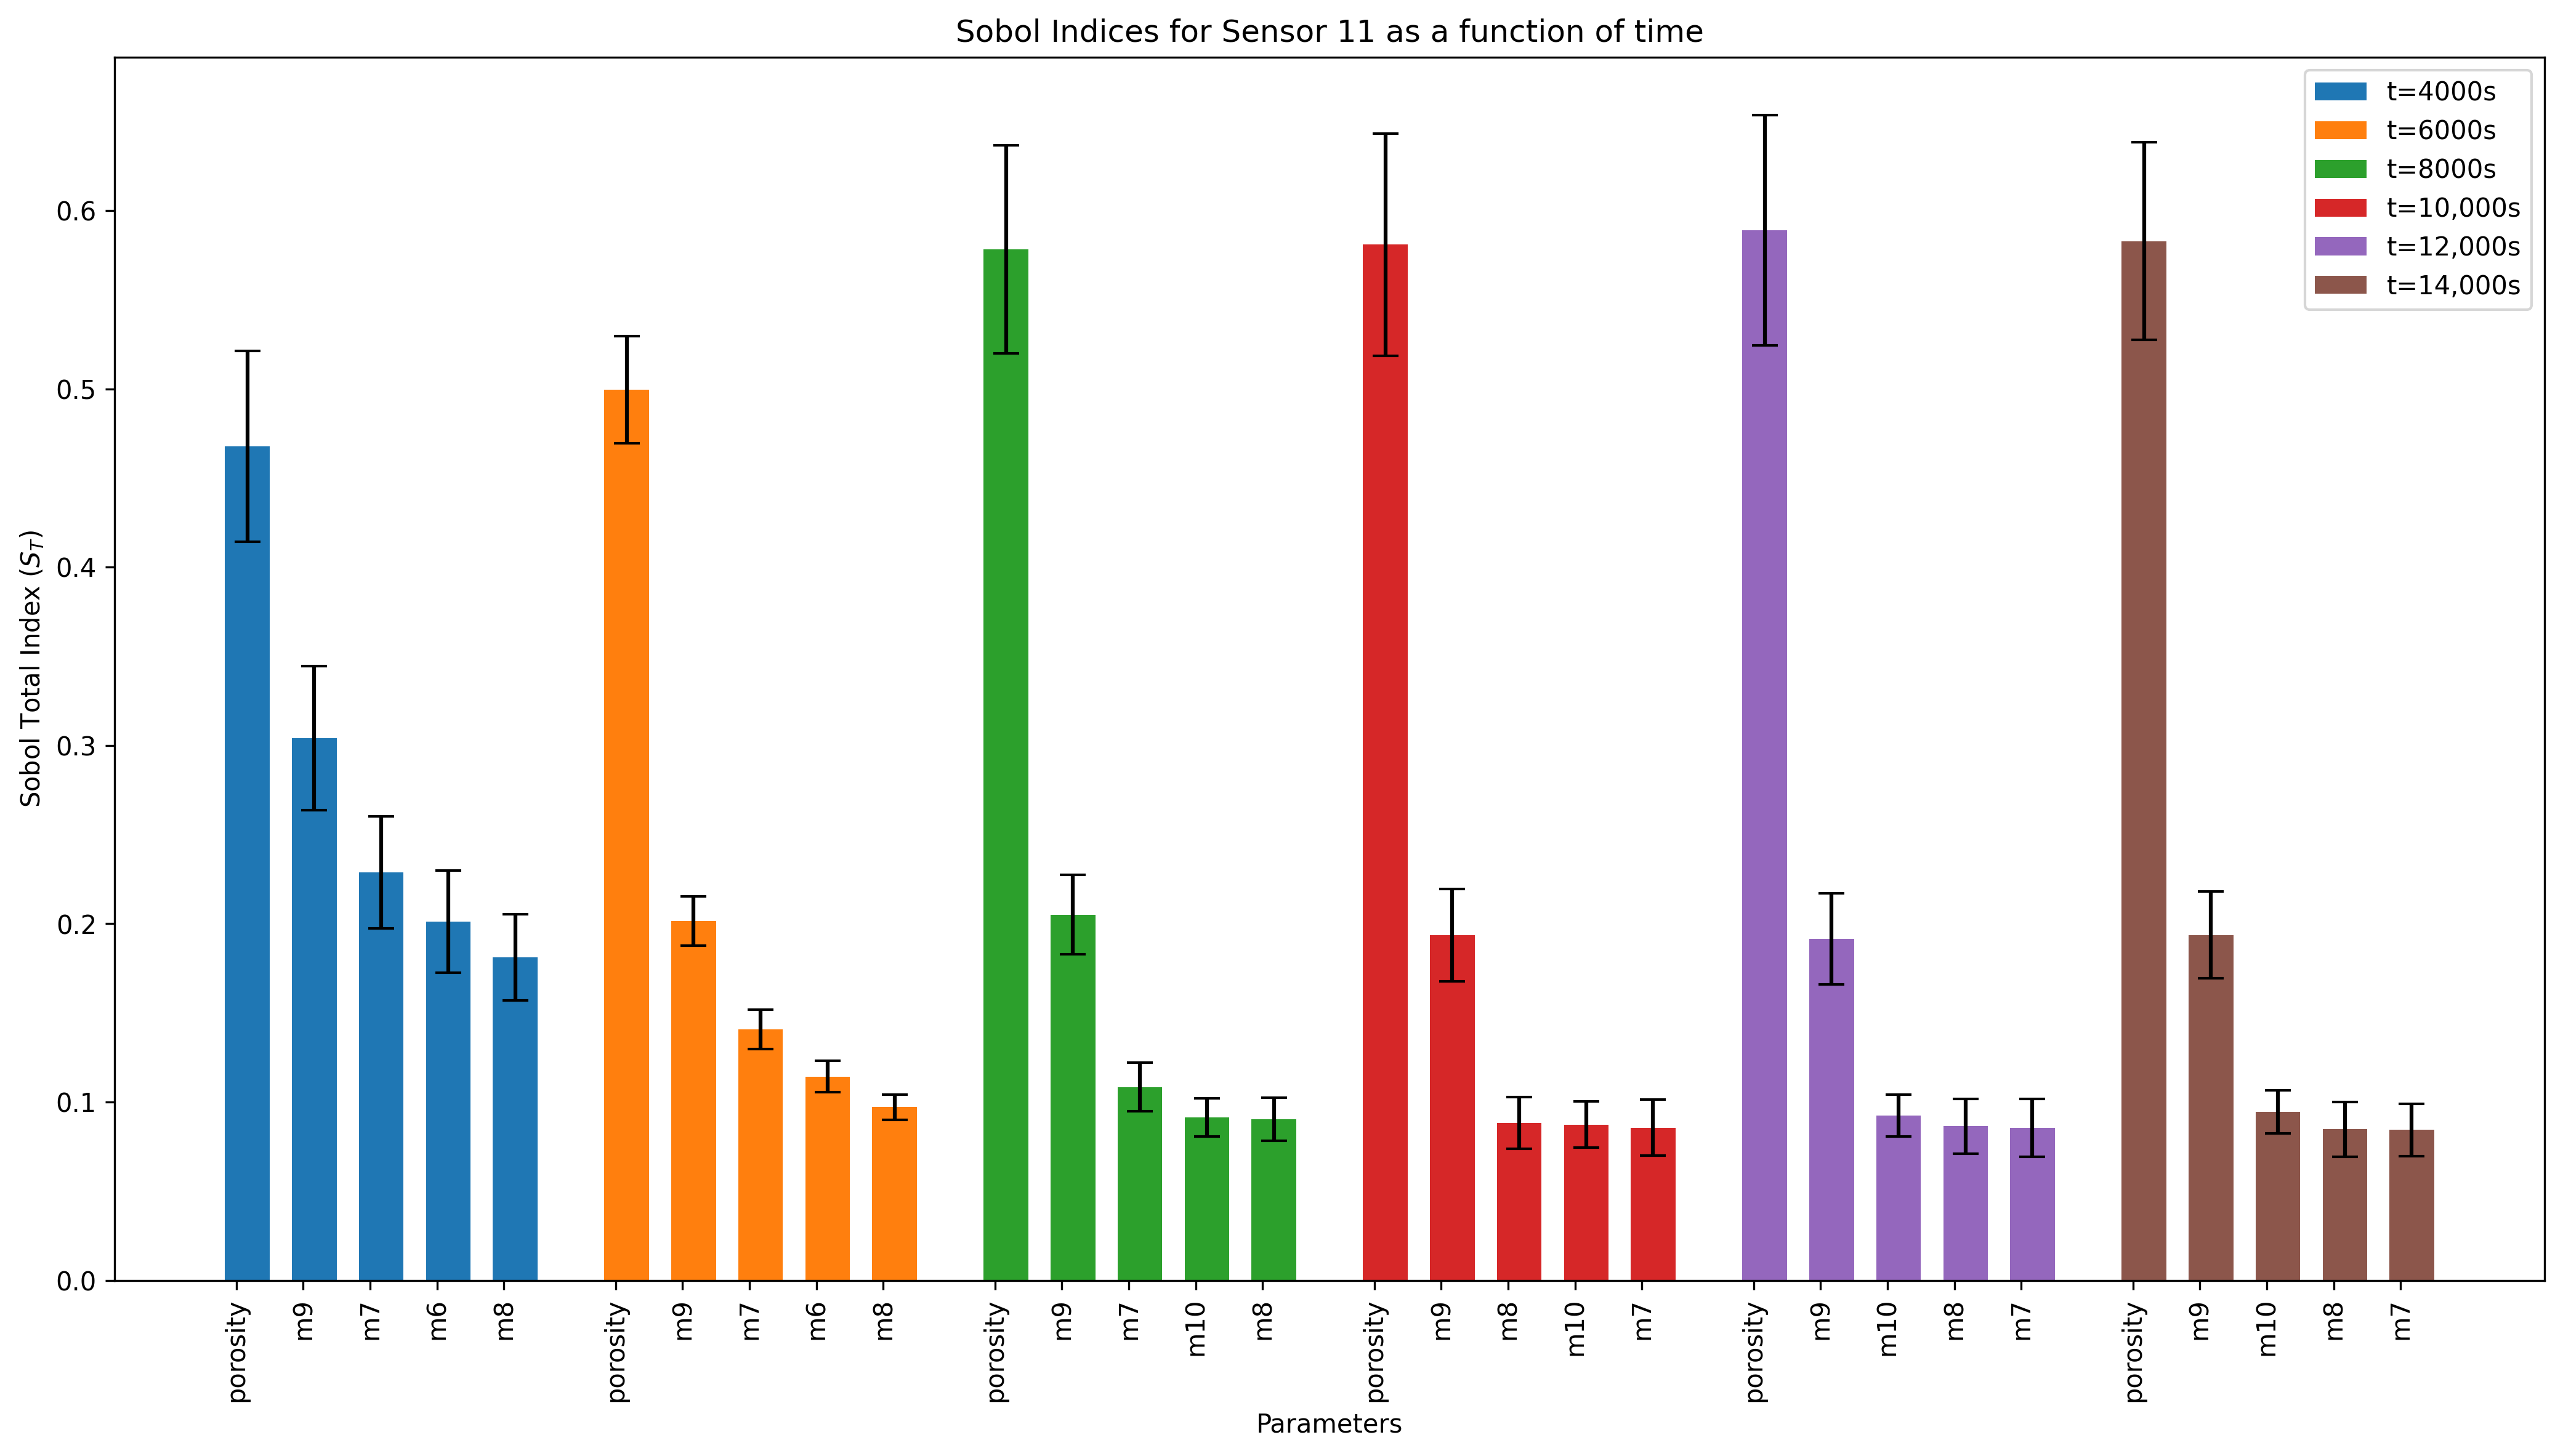 Sobol Indices for Sensor 11 as a function of time
t=4000s
t=6000s
t=8000s
t=10,000s
t=12,000s
t=14,000s
Sobol Total Index (S_T)
0.6
0.5
0.4
0.3
0.2
0.1
0.0
porosity m9 m7 m6 m8 porosity m9 m7 m6 m8 porosity m9 m7 m10 m8 porosity m9 m8 m10 m7 porosity m9 m10 m8 m7 porosity m9 m10 m8 m7
Parameters